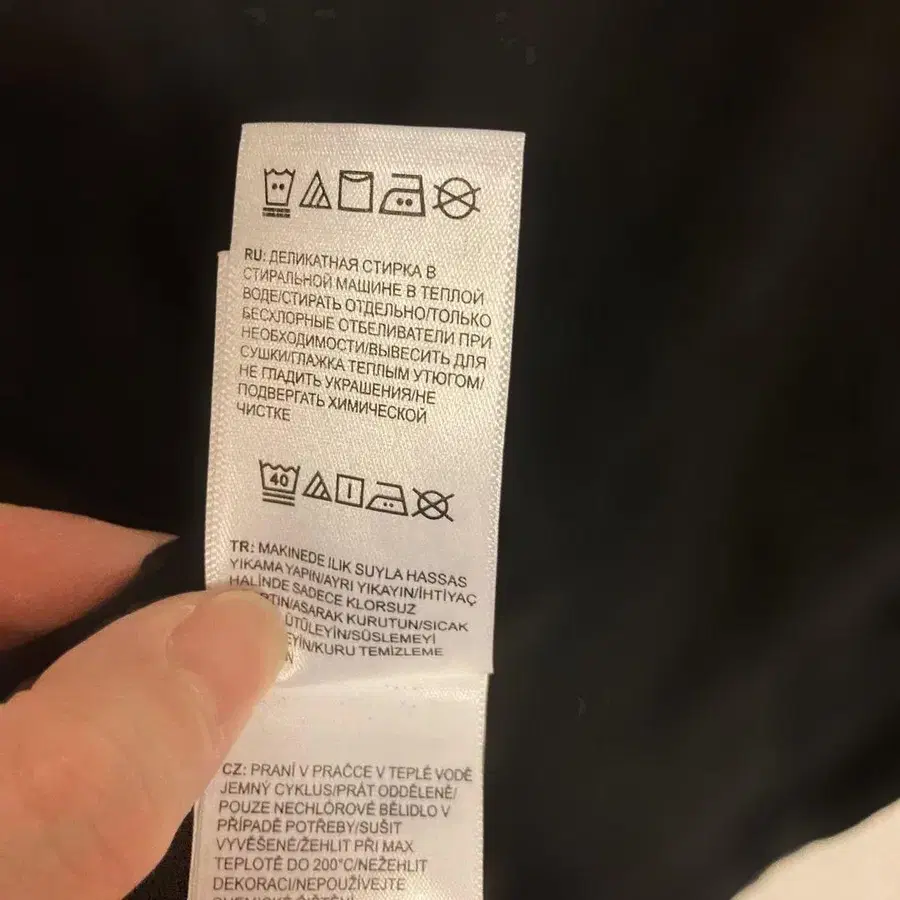 RU: ДЕЛИКАТНАЯ СТИРКА В
СТИРАЛЬНОЙ МАШИНЕ В ТЕПЛОЙ
ВОДЕ/СТИРАТЬ ОТДЕЛЬНО/ТОЛЬКО
БЕСХЛОРНЫЕ ОТБЕЛИВАТЕЛИ ПРИ
НЕОБХОДИМОСТИ/ВЫВЕСИТЬ ДЛЯ
СУШКИ/ГЛАЖКА ТЕПЛЫМ УТЮГОМ/
НЕ ГЛАДИТЬ УКРАШЕНИЯ/НЕ
ПОДВЕРГАТЬ ХИМИЧЕСКОЙ
ЧИСТКЕ
40
TR: MAKINEDE ILIK SUYLA HASSAS
YIKAMA YAPIN/AYRI YIKAYIN/İHTİYAÇ
HALİNDE SADECE KLORSUZ
/ASARAK KURUTUN/SICAK
ÜTÜLEYİN/SÜSLEMEYİ
/KURU TEMİZLEME
CZ: PRANÍ V PRAČCE V TEPLÉ VODĚ
JEMNÝ CYKLUS/PRÁT ODDĚLENĚ/
POUZE NECHLÓROVÉ BĚLIDLO V
PŘÍPADĚ POTŘEBY/SUŠIT
VYVĚŠENÉ/ŽEHLIT PŘI MAX
TEPLOTĚ DO 200°C/NEŽEHLIT
DEKORACI/NEPOUŽÍVEJTE